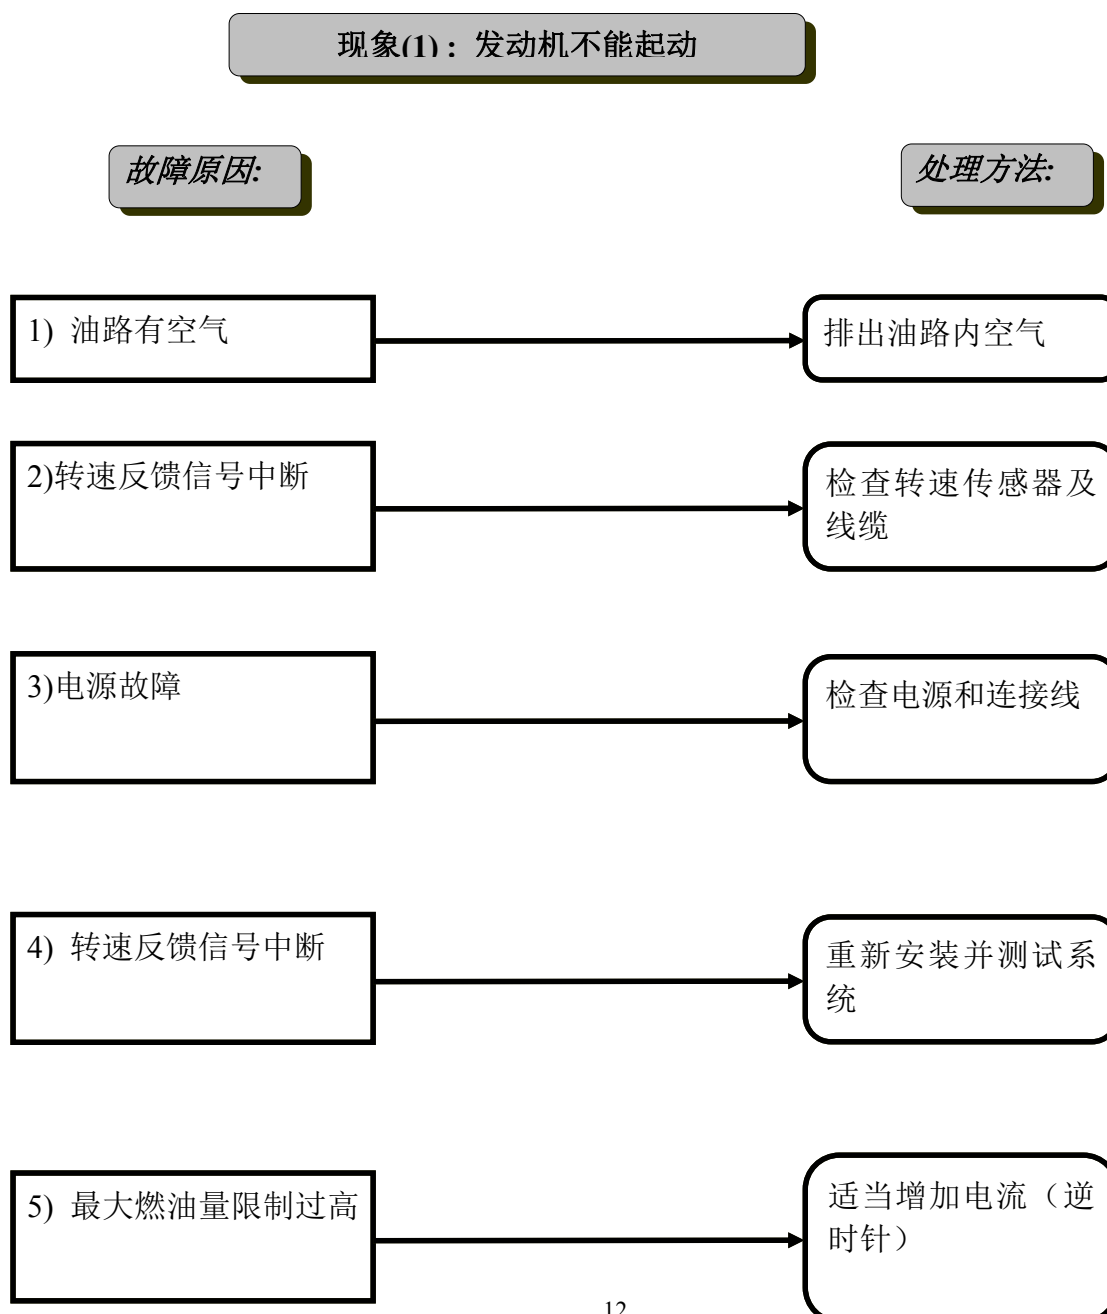 现象(1)：发动机不能起动
故障原因:
处理方法:
1) 油路有空气
排出油路内空气
2)转速反馈信号中断
检查转速传感器及
线缆
3)电源故障
检查电源和连接线
4) 转速反馈信号中断
重新安装并测试系
统
5) 最大燃油量限制过高
适当增加电流（逆
时针）
12